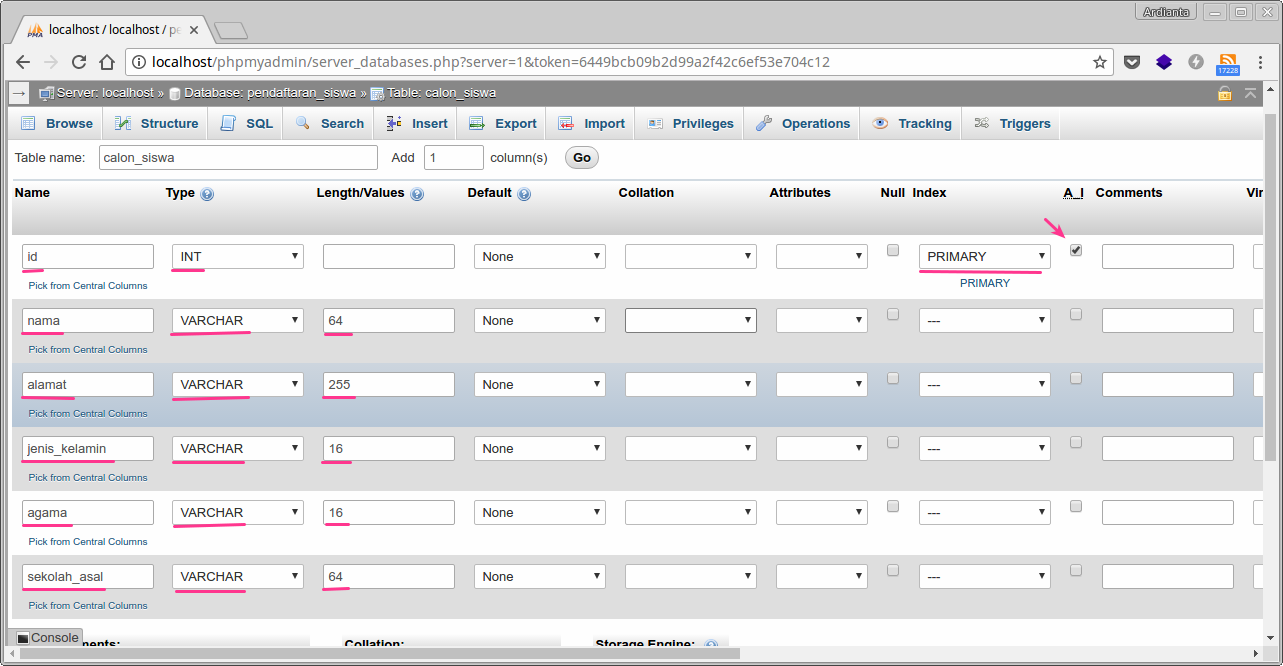 Ardianta
localhost / localhost / pe
localhost/phpmyadmin/server_databases.php?server=1&token=6449bcb09b2d99a2f42c6ef53e704c12
17228
Server: localhost » Database: pendaftaran_siswa » Table: calon_siswa
Browse Structure SQL Search Insert Export Import Privileges Operations Tracking Triggers
Table name: calon_siswa Add 1 column(s) Go
Name Type Length/Values Default Collation Attributes Null Index A_I Comments Vir
id INT None PRIMARY
Pick from Central Columns PRIMARY
nama VARCHAR 64 None ---
Pick from Central Columns
alamat VARCHAR 255 None ---
Pick from Central Columns
jenis_kelamin VARCHAR 16 None ---
Pick from Central Columns
agama VARCHAR 16 None ---
Pick from Central Columns
sekolah_asal VARCHAR 64 None ---
Pick from Central Columns
Console ments: Collation: Storage Engine: